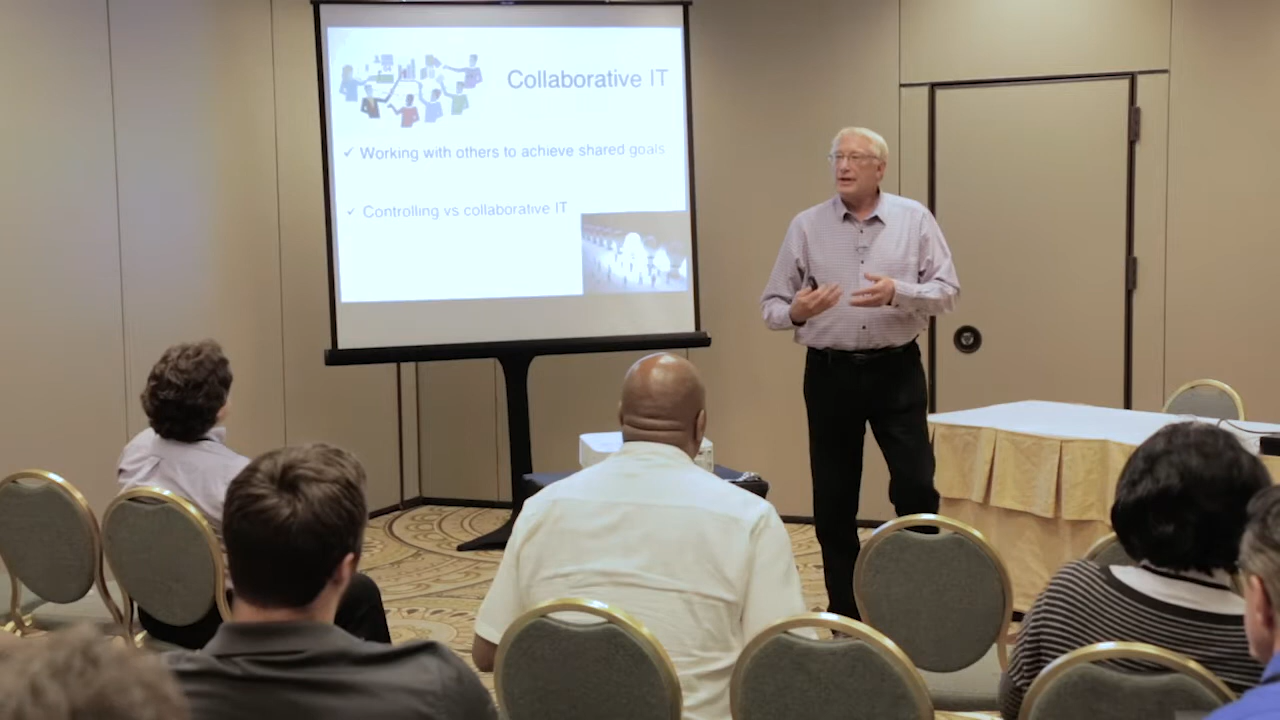 Collaborative IT
✓ Working with others to achieve shared goals
✓ Controlling vs collaborative IT